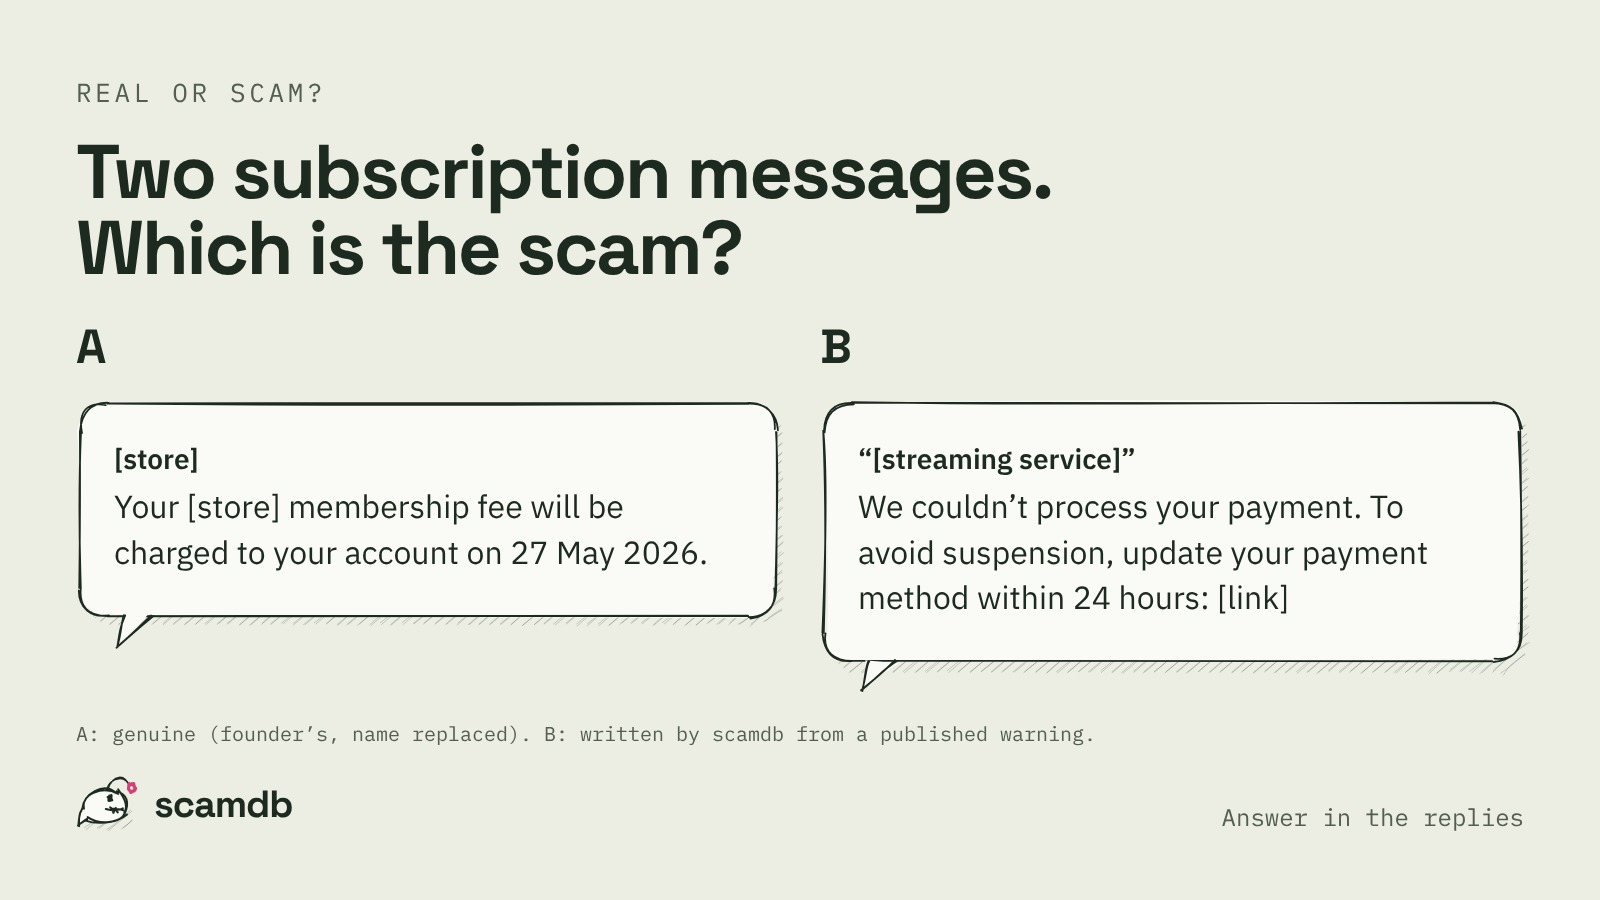 REAL OR SCAM?
Two subscription messages.
Which is the scam?
A
[store]
Your [store] membership fee will be
charged to your account on 27 May 2026.
B
“[streaming service]”
We couldn’t process your payment. To
avoid suspension, update your payment
method within 24 hours: [link]
A: genuine (founder’s, name replaced). B: written by scamdb from a published warning.
scamdb
Answer in the replies